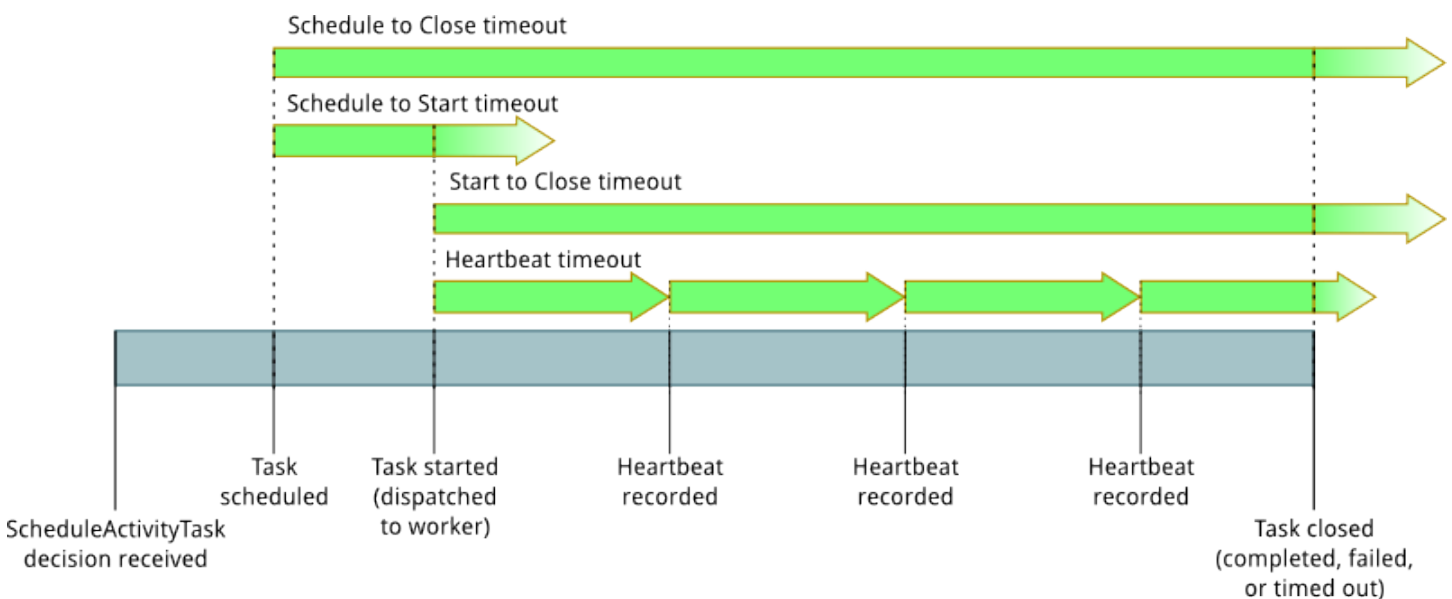 Schedule to Close timeout
Schedule to Start timeout
Start to Close timeout
Heartbeat timeout
Task
scheduled
Task started
(dispatched
to worker)
Heartbeat
recorded
Heartbeat
recorded
Heartbeat
recorded
ScheduleActivityTask
decision received
Task closed
(completed, failed,
or timed out)